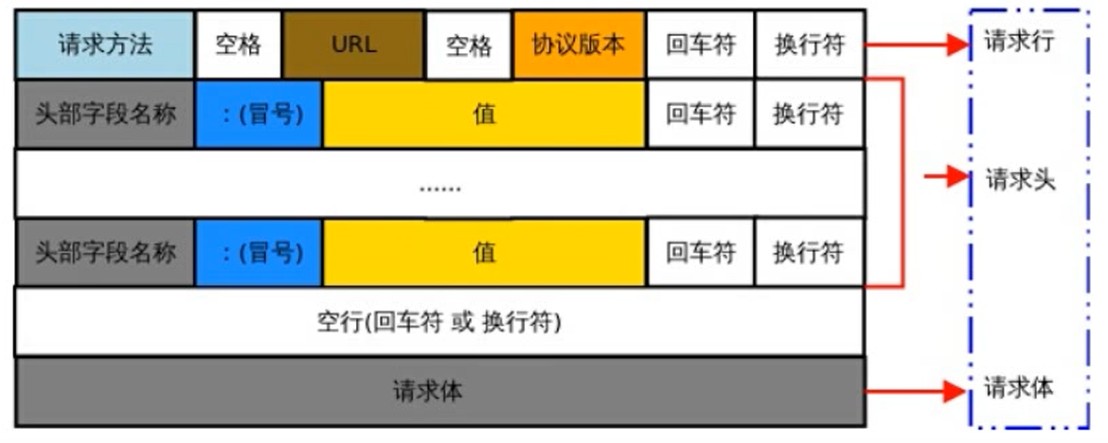 请求方法 空格 URL 空格 协议版本 回车符 换行符 请求行
头部字段名称 :(冒号) 值 回车符 换行符
...... 请求头
头部字段名称 :(冒号) 值 回车符 换行符
空行(回车符 或 换行符)
请求体 请求体